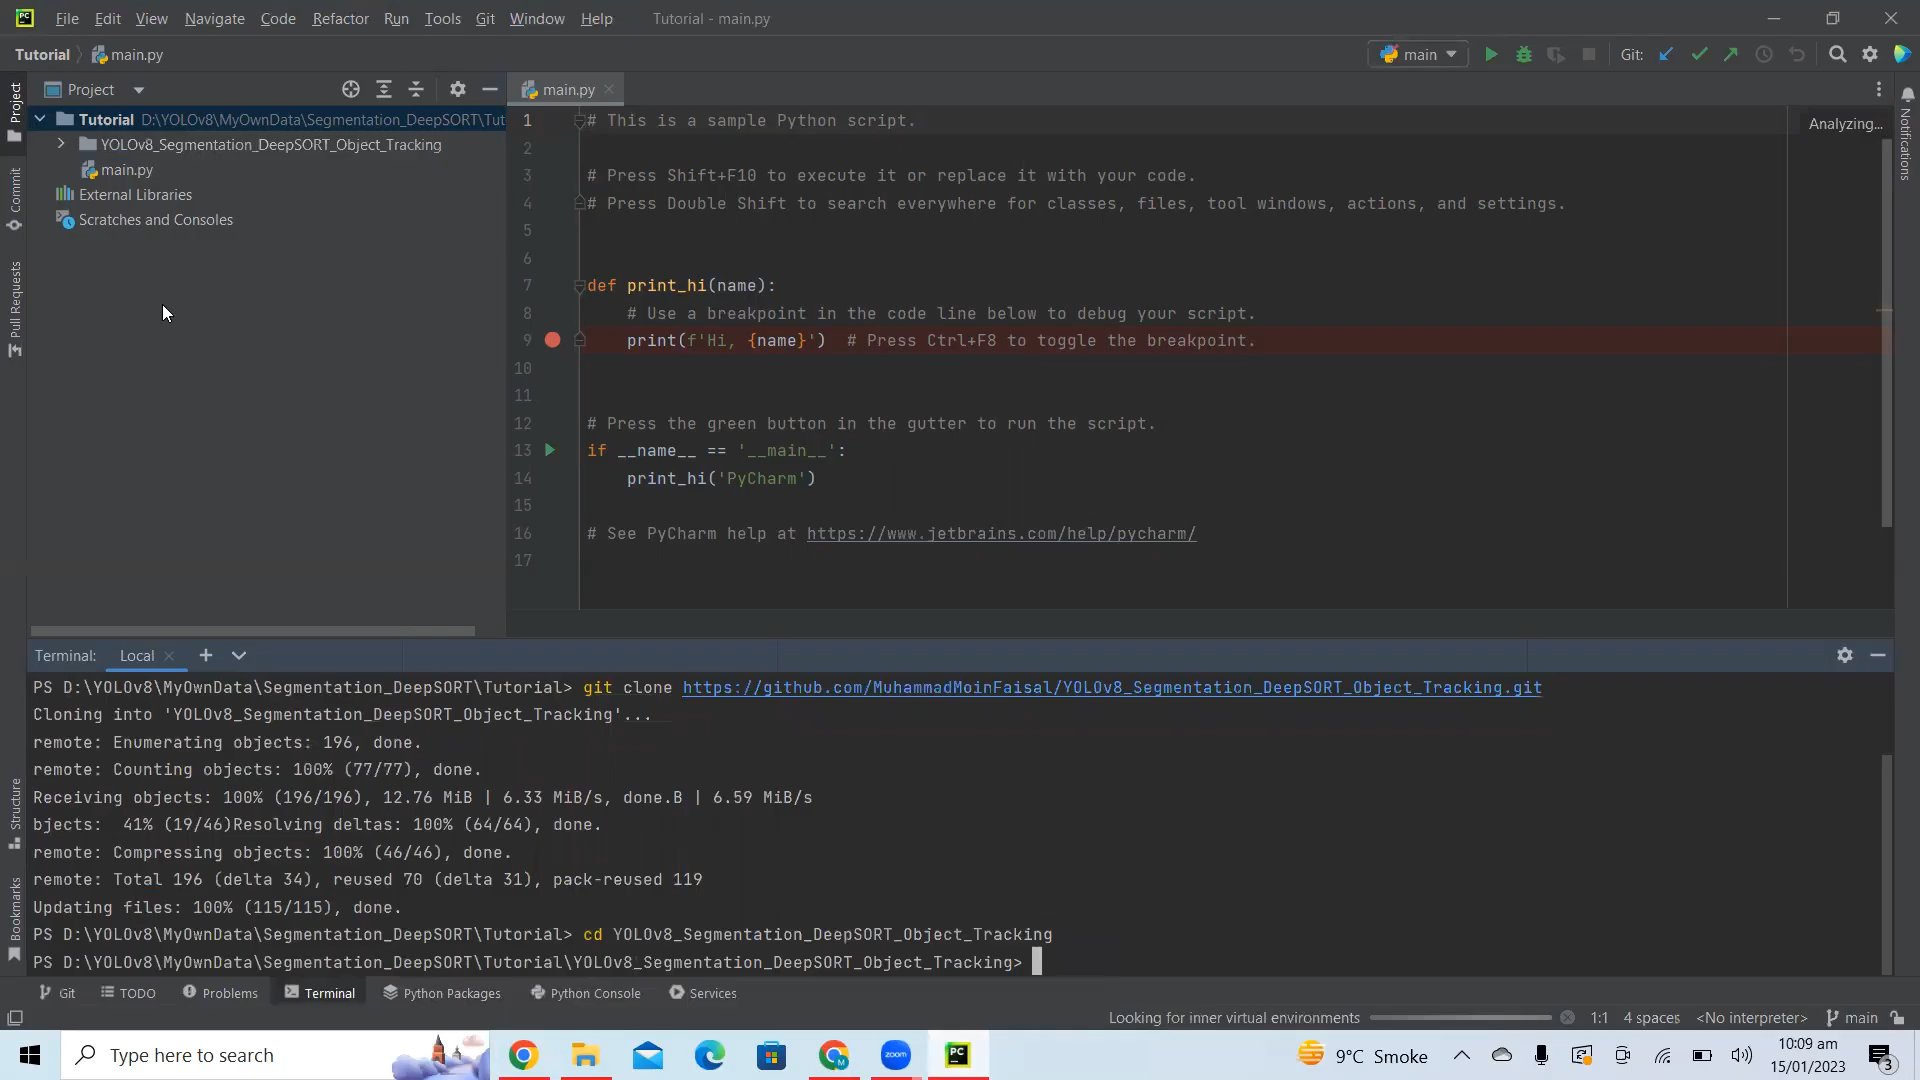 PC File Edit View Navigate Code Refactor Run Tools Git Window Help Tutorial - main.py
Tutorial main.py main Git:
Project
main.py
Tutorial D:\YOLOv8\MyOwnData\Segmentation_DeepSORT\Tut
YOLOv8_Segmentation_DeepSORT_Object_Tracking
main.py
External Libraries
Scratches and Consoles
Project
Commit
Pull Requests
Structure
Bookmarks
Notifications
Analyzing...
1 # This is a sample Python script.
2
3 # Press Shift+F10 to execute it or replace it with your code.
4 # Press Double Shift to search everywhere for classes, files, tool windows, actions, and settings.
5
6
7 def print_hi(name):
8 # Use a breakpoint in the code line below to debug your script.
9 print(f'Hi, {name}') # Press Ctrl+F8 to toggle the breakpoint.
10
11
12 # Press the green button in the gutter to run the script.
13 if __name__ == '__main__':
14 print_hi('PyCharm')
15
16 # See PyCharm help at https://www.jetbrains.com/help/pycharm/
17
Terminal: Local
PS D:\YOLOv8\MyOwnData\Segmentation_DeepSORT\Tutorial> git clone https://github.com/MuhammadMoinFaisal/YOLOv8_Segmentation_DeepSORT_Object_Tracking.git
Cloning into 'YOLOv8_Segmentation_DeepSORT_Object_Tracking'...
remote: Enumerating objects: 196, done.
remote: Counting objects: 100% (77/77), done.
Receiving objects: 100% (196/196), 12.76 MiB | 6.33 MiB/s, done.B | 6.59 MiB/s
bjects:  41% (19/46)Resolving deltas: 100% (64/64), done.
remote: Compressing objects: 100% (46/46), done.
remote: Total 196 (delta 34), reused 70 (delta 31), pack-reused 119
Updating files: 100% (115/115), done.
PS D:\YOLOv8\MyOwnData\Segmentation_DeepSORT\Tutorial> cd YOLOv8_Segmentation_DeepSORT_Object_Tracking
PS D:\YOLOv8\MyOwnData\Segmentation_DeepSORT\Tutorial\YOLOv8_Segmentation_DeepSORT_Object_Tracking>
Git TODO Problems Terminal Python Packages Python Console Services
Looking for inner virtual environments 1:1 4 spaces <No interpreter> main
Type here to search zoom PC 9°C Smoke 10:09 am
15/01/2023 3